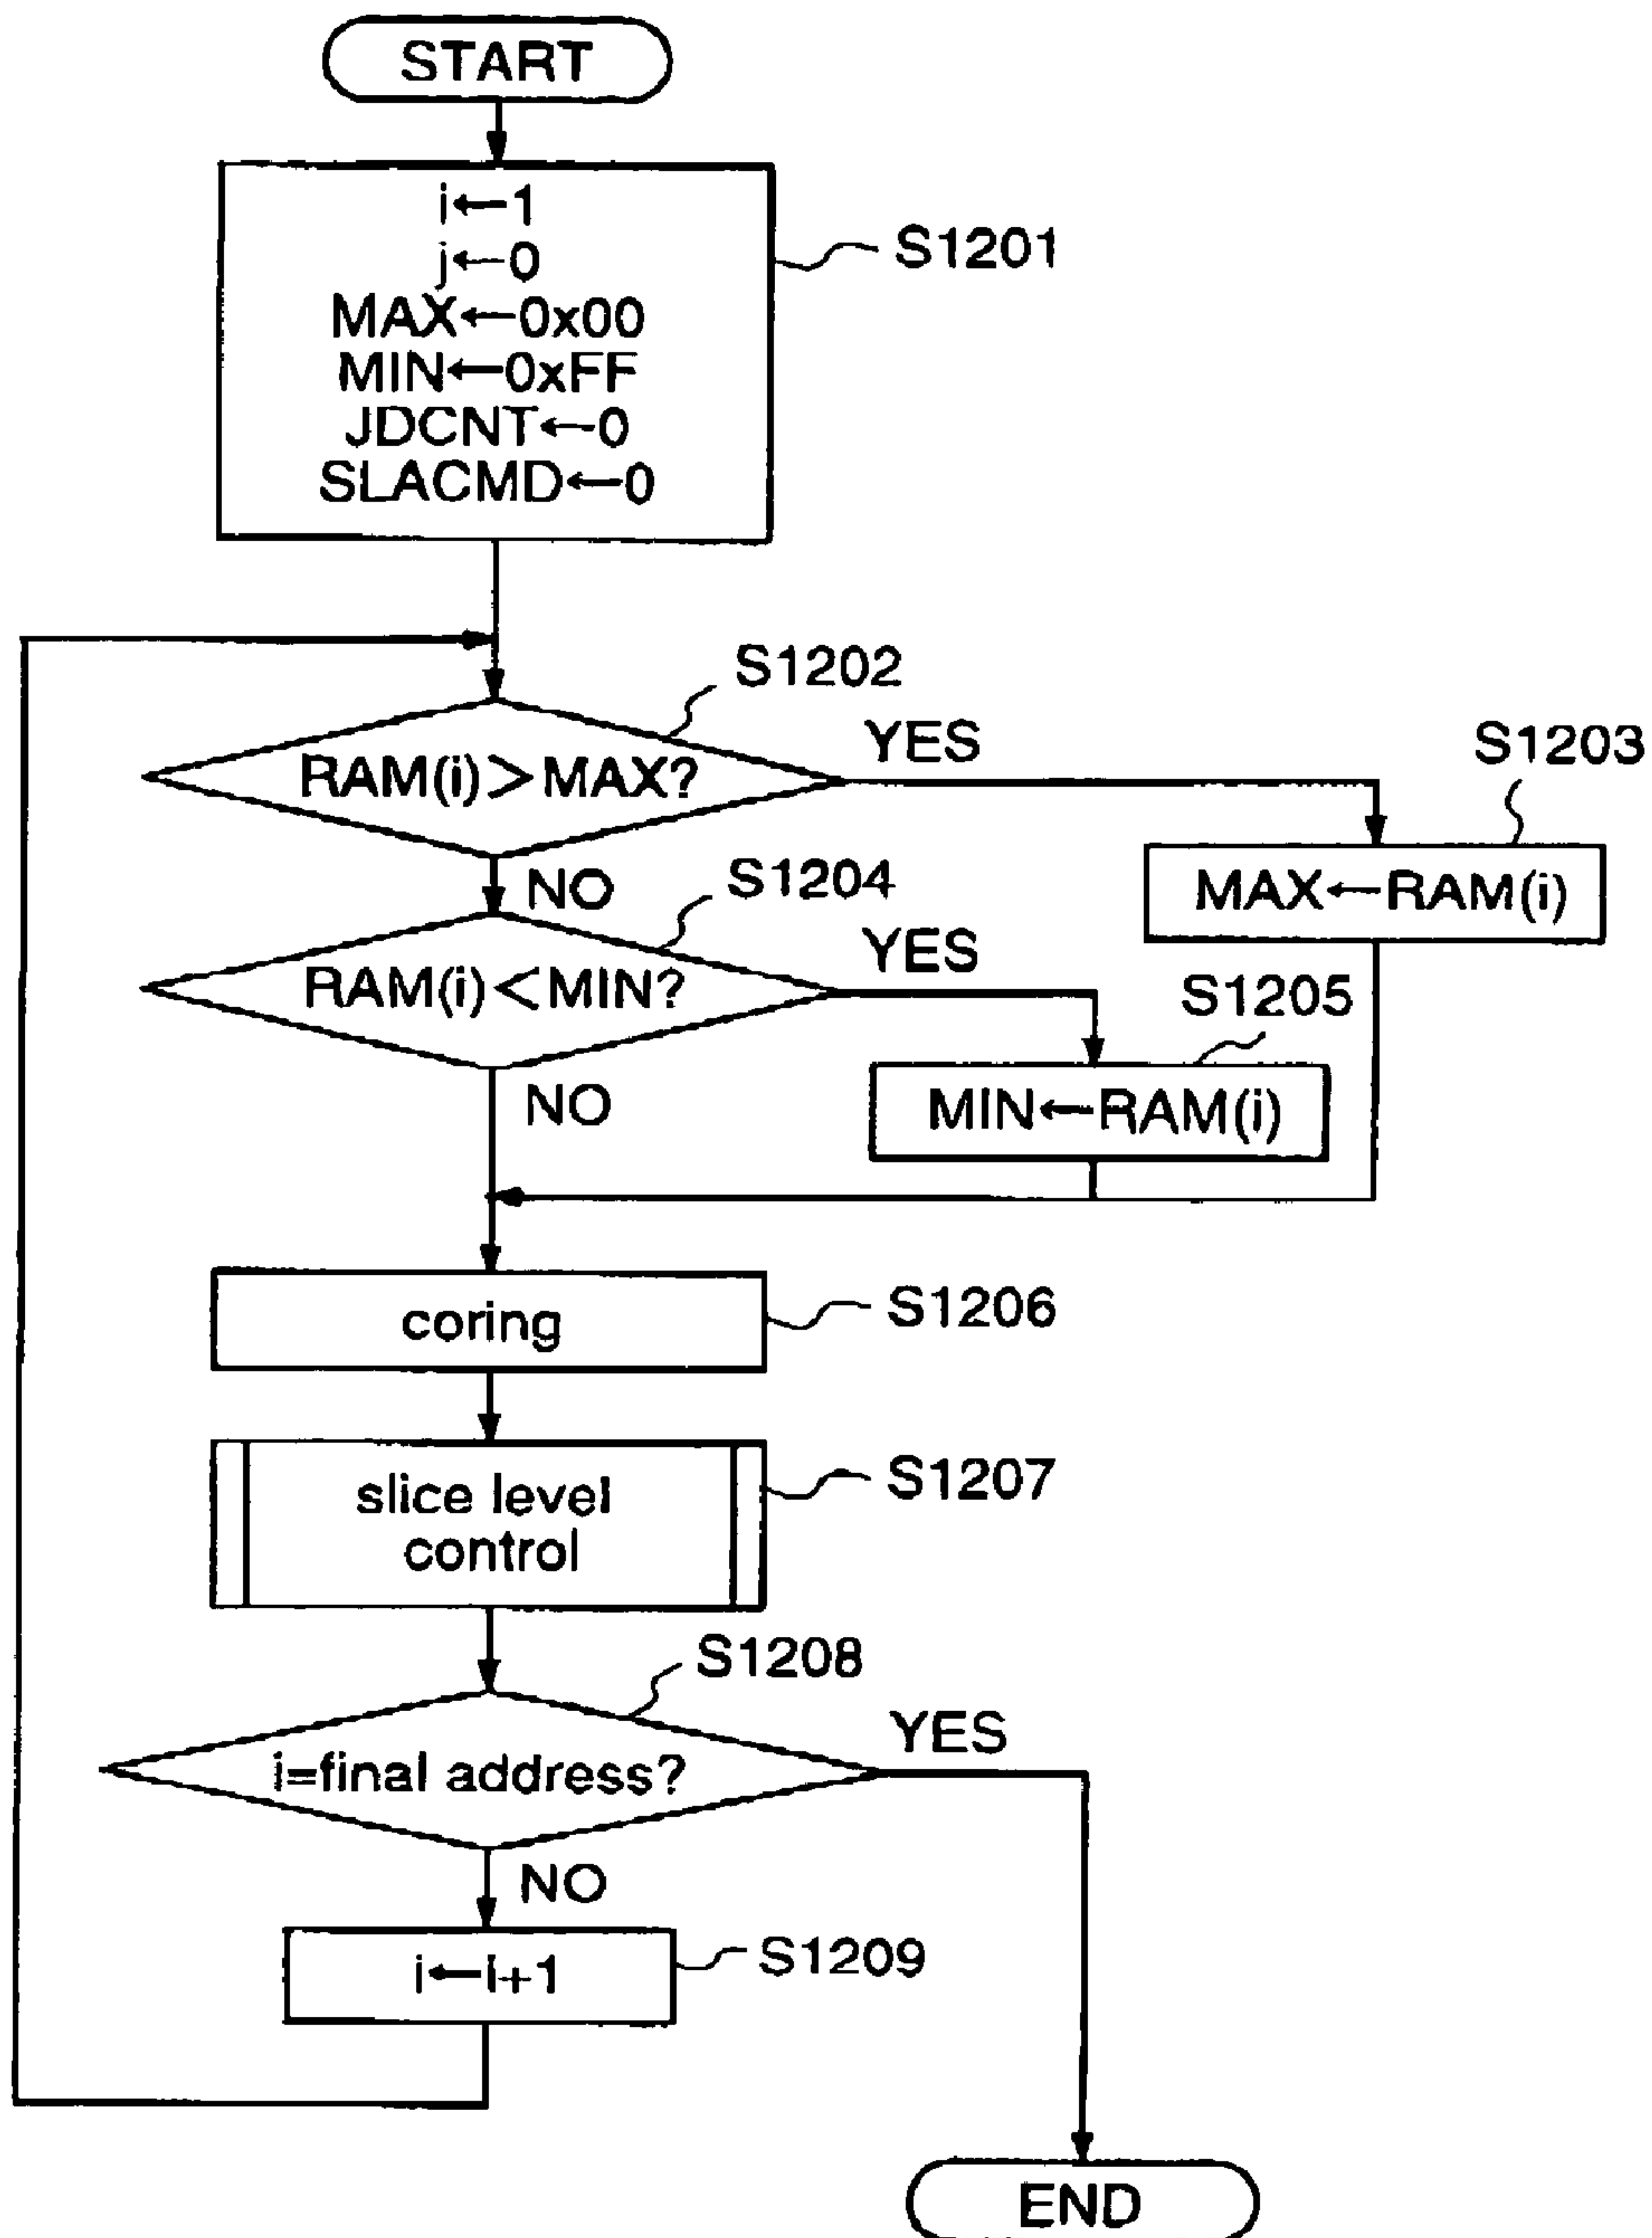 START
i←1
j←0
MAX←0x00
MIN←0xFF
JDCNT←0
SLACMD←0
S1201
S1202
RAM(i)>MAX?
YES
S1203
MAX←RAM(i)
NO
S1204
RAM(i)<MIN?
YES
S1205
MIN←RAM(i)
NO
coring
S1206
slice level
control
S1207
S1208
i=final address?
YES
NO
i←i+1
S1209
END